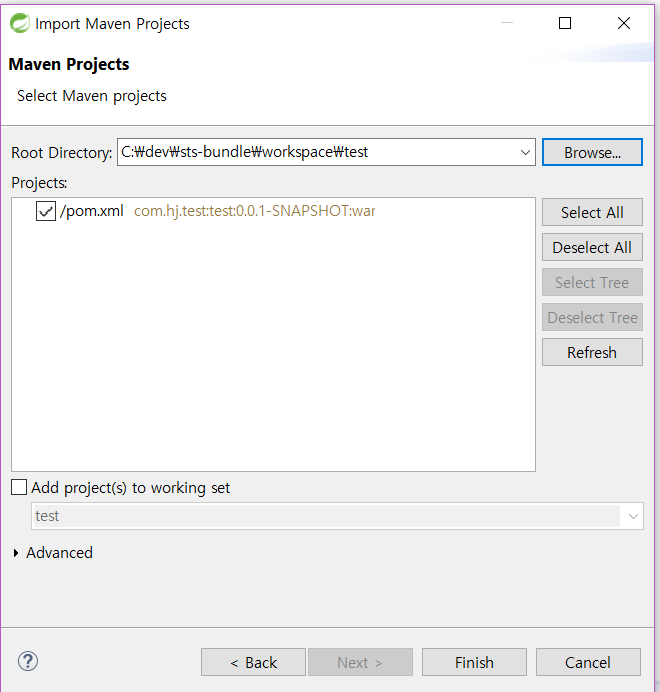 Import Maven Projects
Maven Projects
Select Maven projects
Root Directory: C:₩dev₩sts-bundle₩workspace₩test Browse...
Projects:
/pom.xml com.hj.test:test:0.0.1-SNAPSHOT:war
Select All
Deselect All
Select Tree
Deselect Tree
Refresh
Add project(s) to working set
test
Advanced
? < Back Next > Finish Cancel